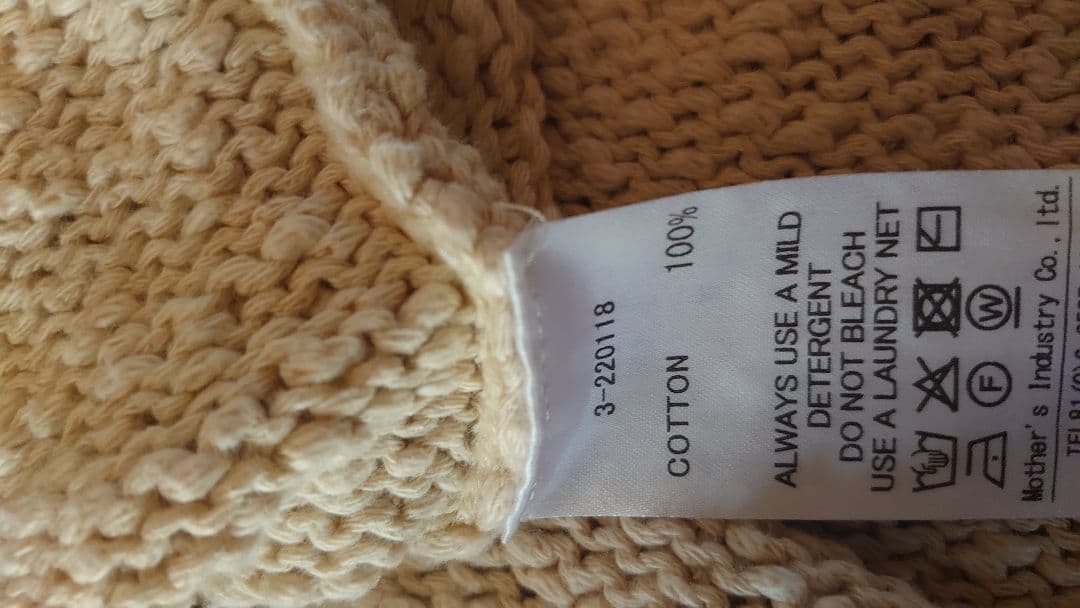 3-220118
COTTON 100%
ALWAYS USE A MILD
DETERGENT
DO NOT BLEACH
USE A LAUNDRY NET
F W
Mother's Industry Co., ltd.